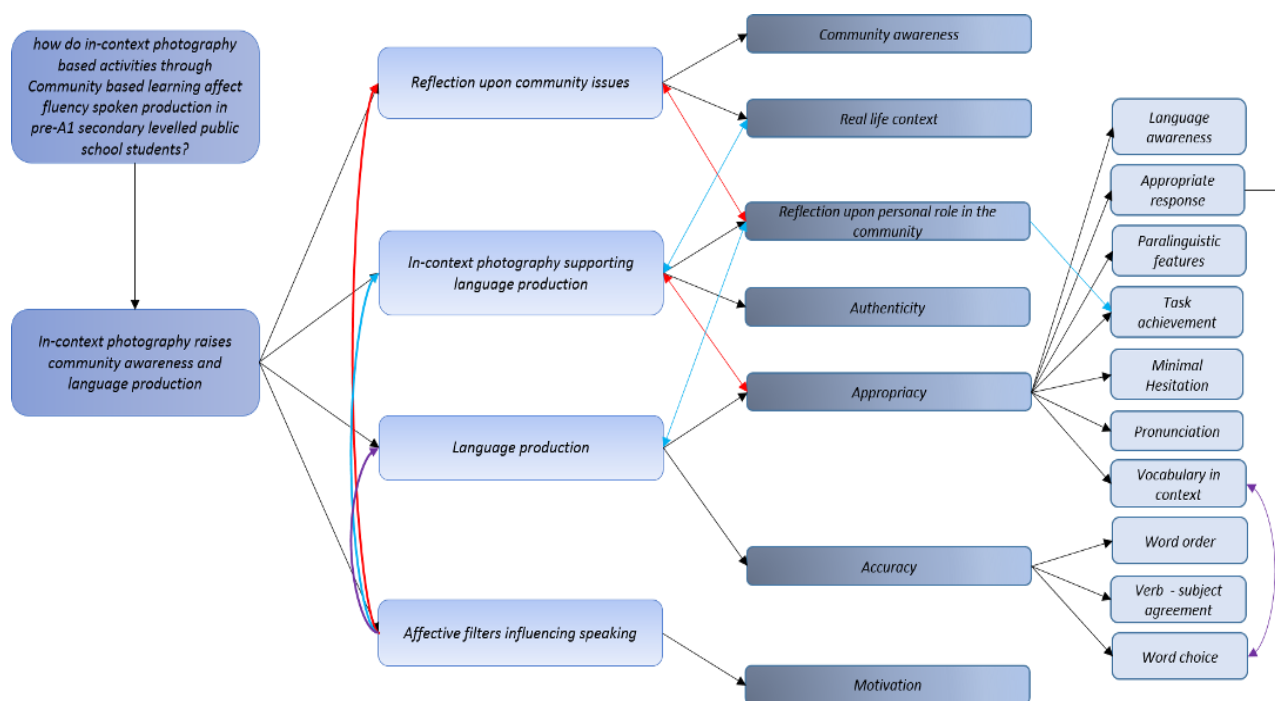 how do in-context photography
based activities through
Community based learning affect
fluency spoken production in
pre-A1 secondary levelled public
school students?
In-context photography raises
community awareness and
language production
Reflection upon community issues
In-context photography supporting
language production
Language production
Affective filters influencing speaking
Community awareness
Real life context
Reflection upon personal role in the
community
Authenticity
Appropriacy
Accuracy
Motivation
Language
awareness
Appropriate
response
Paralinguistic
features
Task
achievement
Minimal
Hesitation
Pronunciation
Vocabulary in
context
Word order
Verb - subject
agreement
Word choice